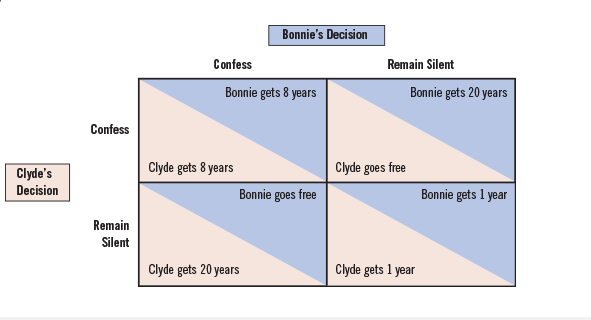 Bonnie's Decision
Confess
Remain Silent
Bonnie gets 8 years
Bonnie gets 20 years
Confess
Clyde gets 8 years
Clyde goes free
Clyde's
Decision
Bonnie goes free
Bonnie gets 1 year
Remain
Silent
Clyde gets 20 years
Clyde gets 1 year